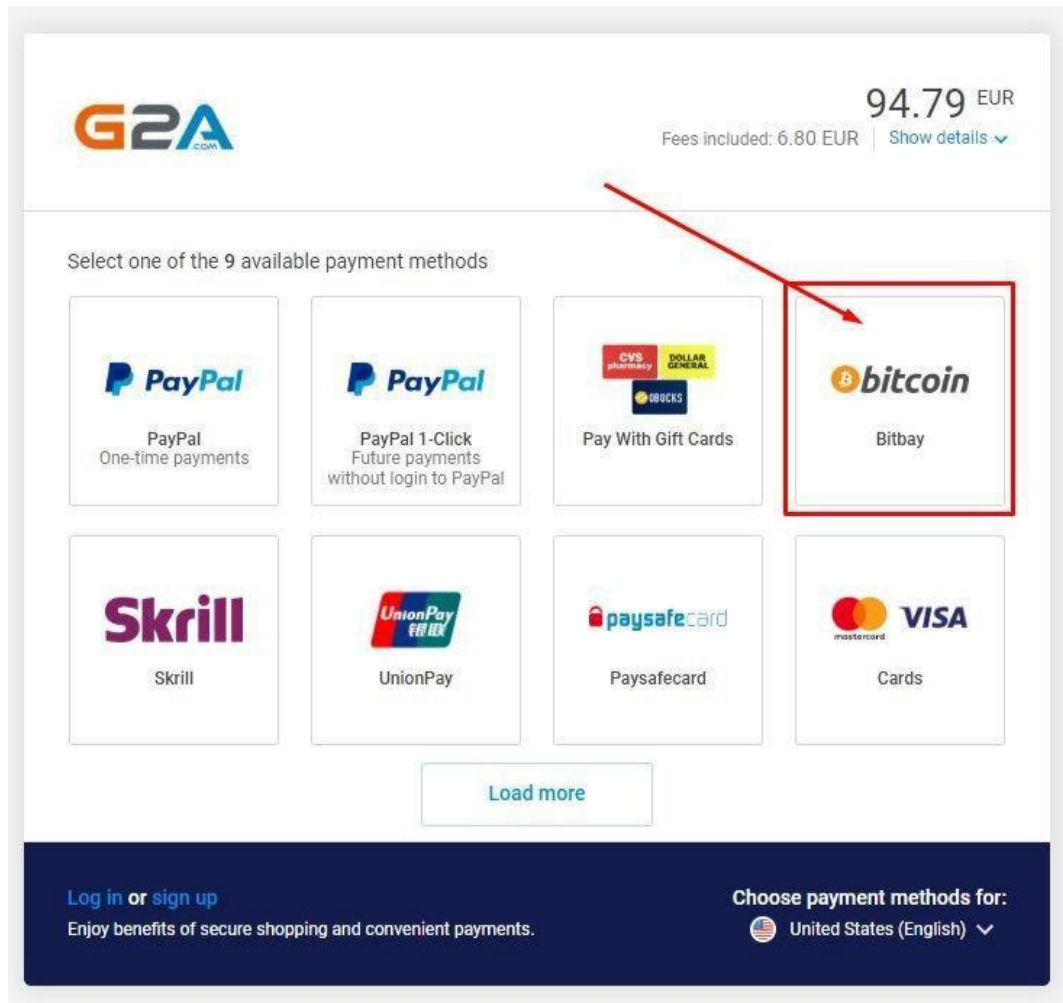 G2A
.COM
94.79 EUR
Fees included: 6.80 EUR
Show details
Select one of the 9 available payment methods
PayPal
PayPal
One-time payments
PayPal
PayPal 1-Click
Future payments
without login to PayPal
CVS
pharmacy
DOLLAR
GENERAL
OBUCKS
Pay With Gift Cards
bitcoin
Bitbay
Skrill
Skrill
UnionPay
银联
UnionPay
paysafecard
Paysafecard
mastercard
VISA
Cards
Load more
Log in or sign up
Enjoy benefits of secure shopping and convenient payments.
Choose payment methods for:
United States (English)